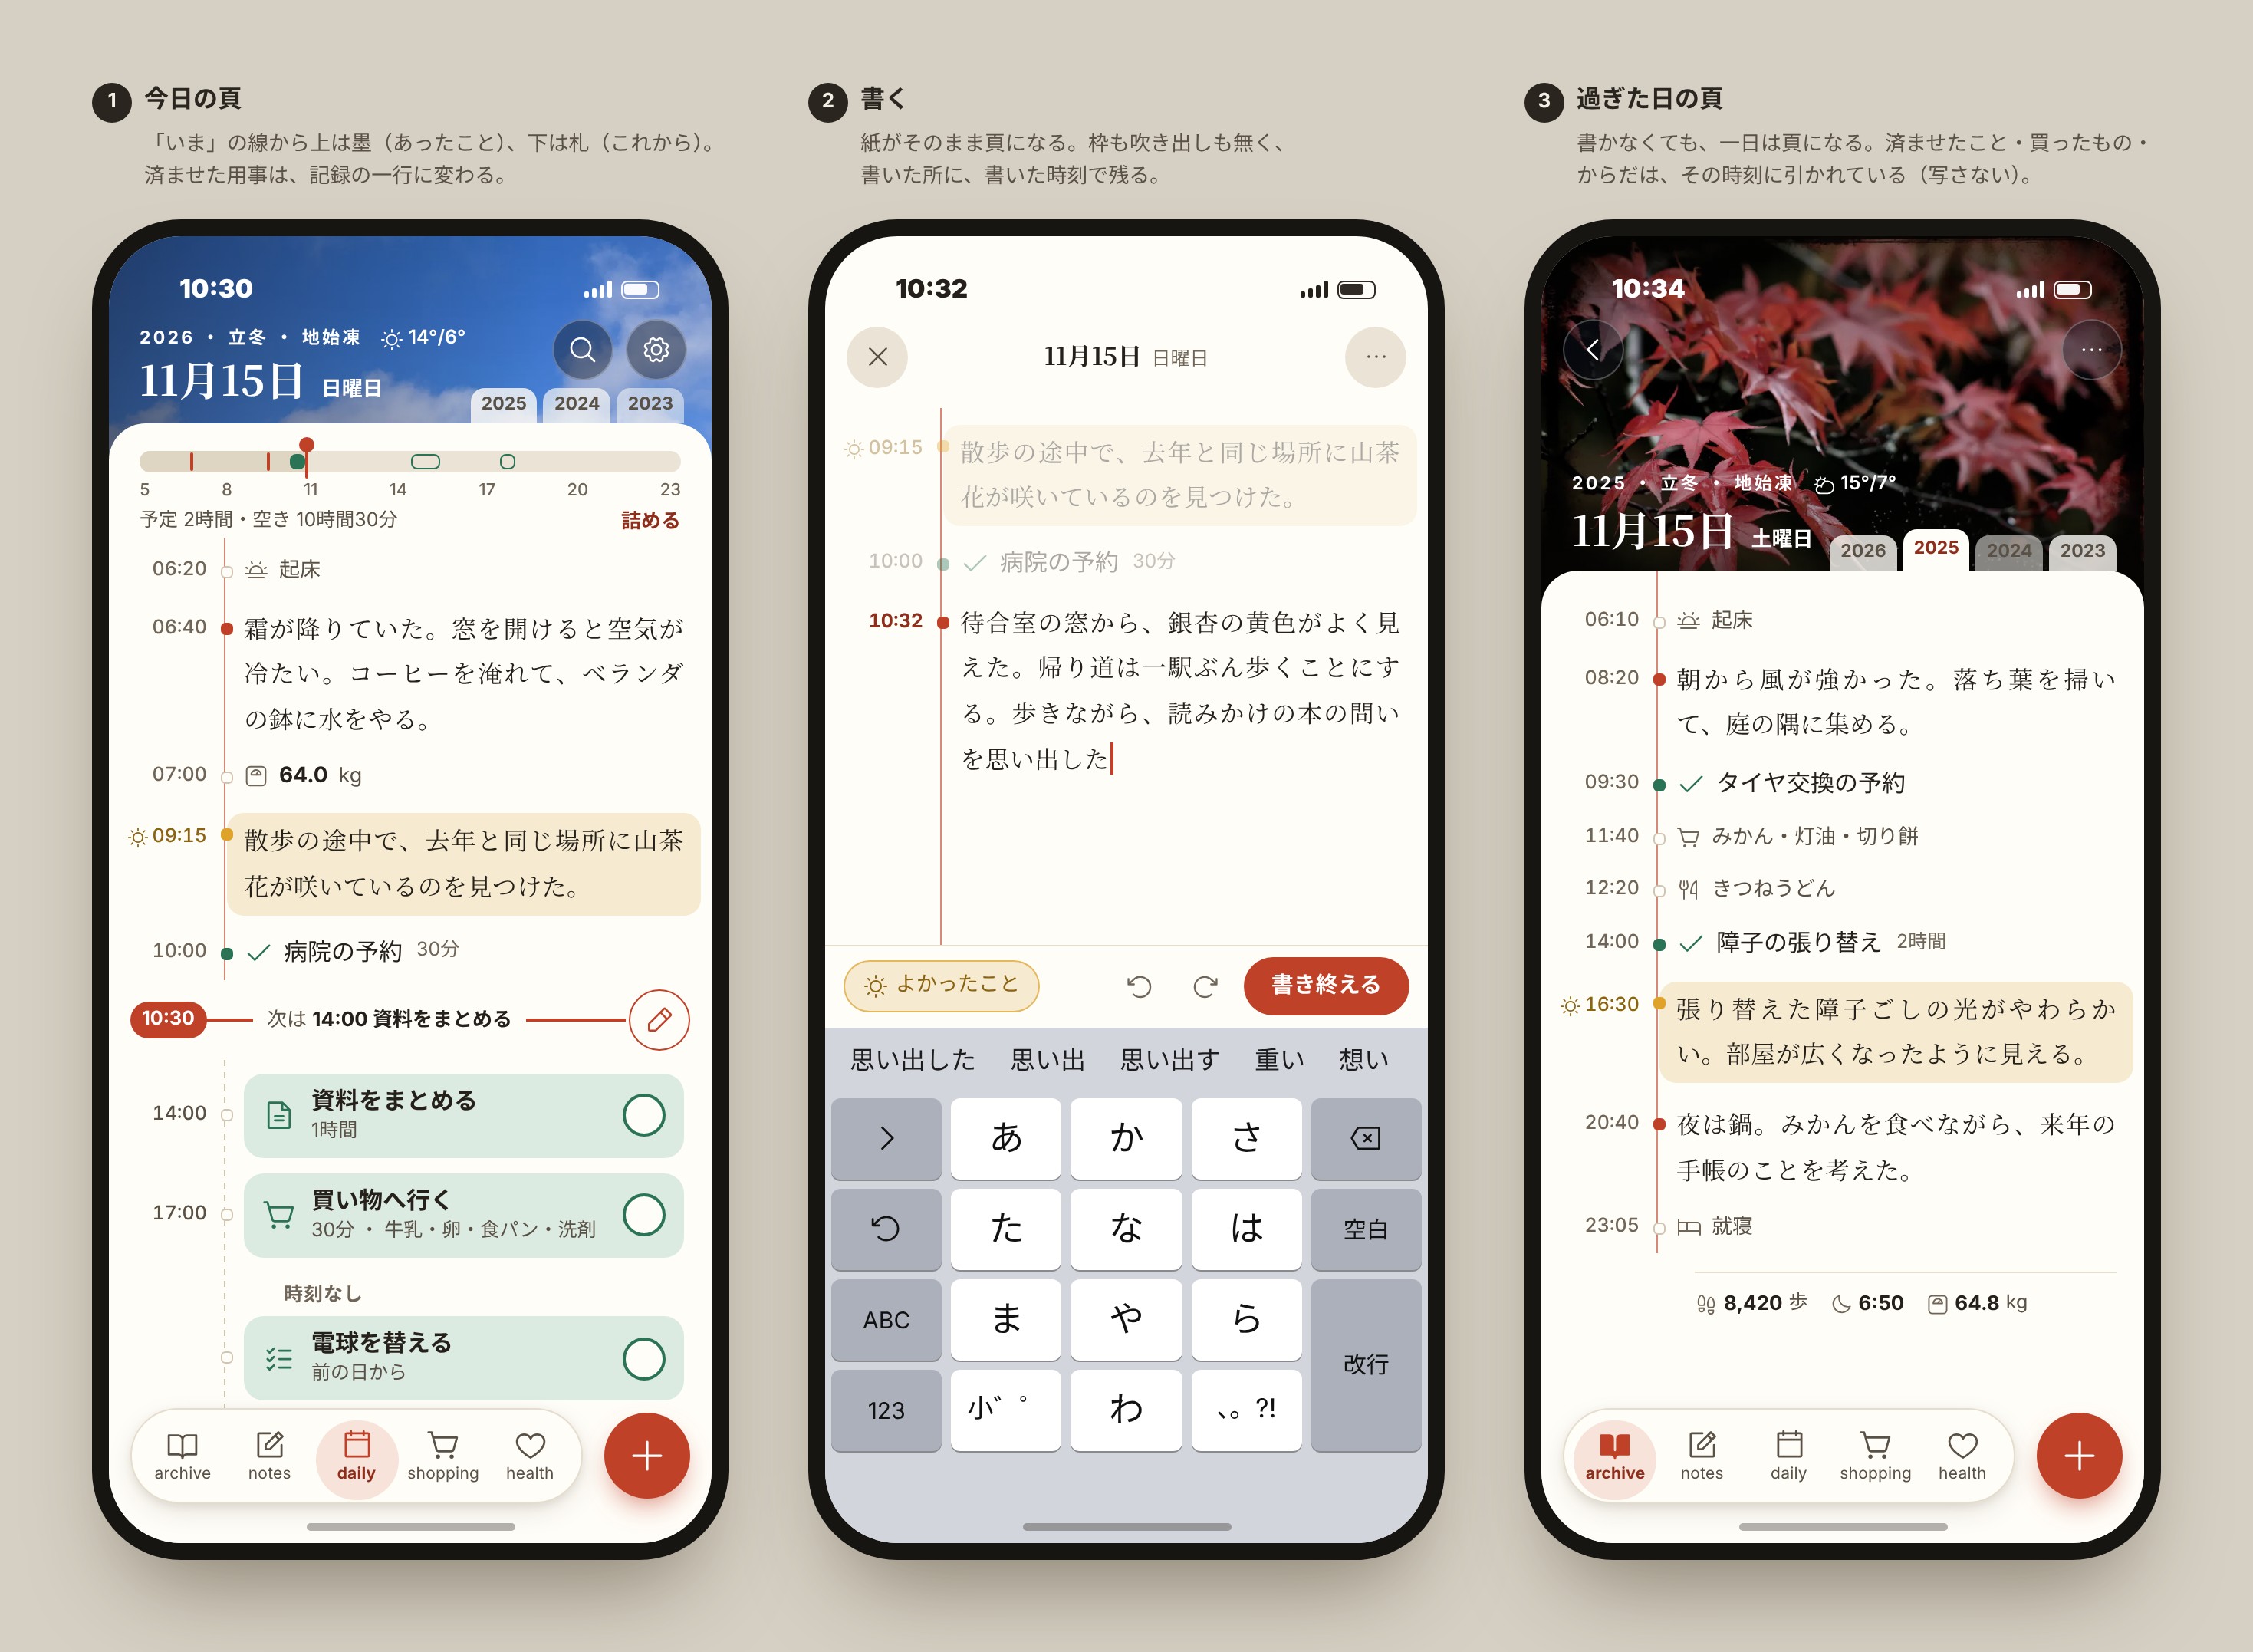 1 今日の頁
「いま」の線から上は墨（あったこと）、下は札（これから）。
済ませた用事は、記録の一行に変わる。
10:30
2026 ・ 立冬 ・ 地始凍 14°/6°
11月15日 日曜日
2025 2024 2023
5 8 11 14 17 20 23
予定 2時間・空き 10時間30分 詰める
06:20 起床
06:40 霜が降りていた。窓を開けると空気が
冷たい。コーヒーを淹れて、ベランダ
の鉢に水をやる。
07:00 64.0 kg
09:15 散歩の途中で、去年と同じ場所に山茶
花が咲いているのを見つけた。
10:00 病院の予約 30分
10:30 次は 14:00 資料をまとめる
14:00 資料をまとめる
1時間
17:00 買い物へ行く
30分 ・ 牛乳・卵・食パン・洗剤
時刻なし
電球を替える
前の日から
archive notes daily shopping health
2 書く
紙がそのまま頁になる。枠も吹き出しも無く、
書いた所に、書いた時刻で残る。
10:32
11月15日 日曜日
09:15 散歩の途中で、去年と同じ場所に山茶
花が咲いているのを見つけた。
10:00 病院の予約 30分
10:32 待合室の窓から、銀杏の黄色がよく見
えた。帰り道は一駅ぶん歩くことにす
る。歩きながら、読みかけの本の問い
を思い出した
よかったこと 書き終える
思い出した 思い出 思い出す 重い 想い
あ か さ
た な は 空白
ABC ま や ら
改行
123 小゛゜ わ 、。?!
3 過ぎた日の頁
書かなくても、一日は頁になる。済ませたこと・買ったもの・
からだは、その時刻に引かれている（写さない）。
10:34
2025 ・ 立冬 ・ 地始凍 15°/7°
11月15日 土曜日
2026 2025 2024 2023
06:10 起床
08:20 朝から風が強かった。落ち葉を掃い
て、庭の隅に集める。
09:30 タイヤ交換の予約
11:40 みかん・灯油・切り餅
12:20 きつねうどん
14:00 障子の張り替え 2時間
16:30 張り替えた障子ごしの光がやわらか
い。部屋が広くなったように見える。
20:40 夜は鍋。みかんを食べながら、来年の
手帳のことを考えた。
23:05 就寝
8,420 歩 6:50 64.8 kg
archive notes daily shopping health